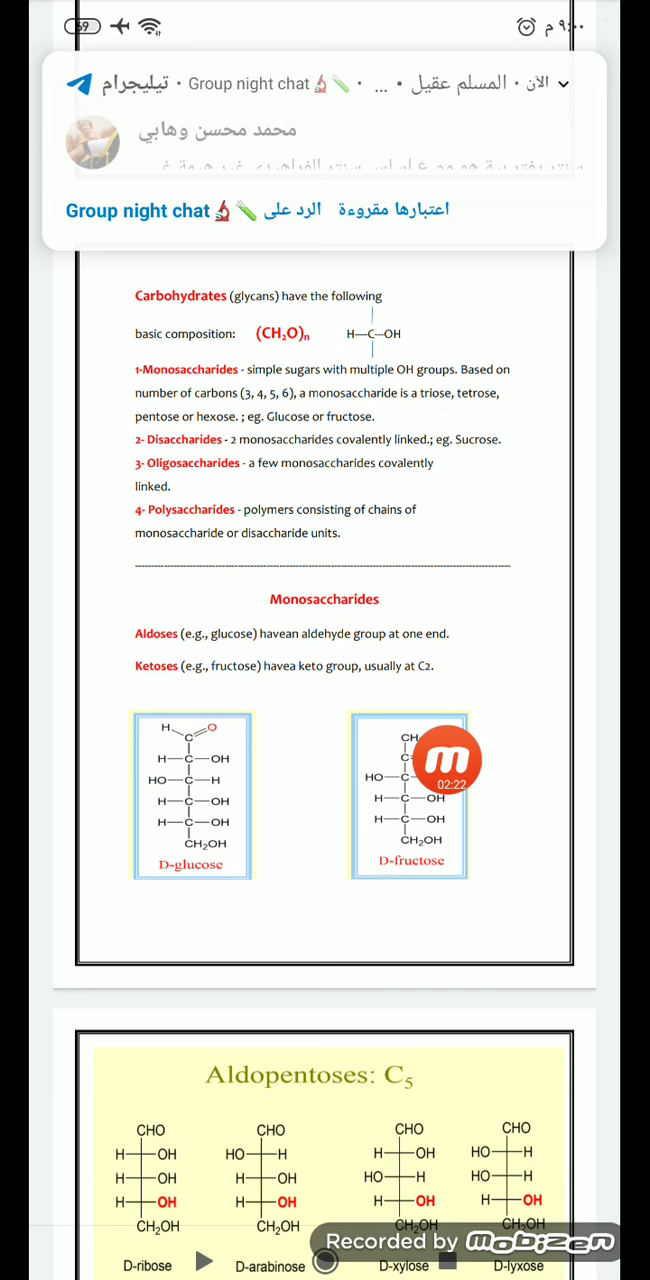 59
٩:٠٠ م
تيليجرام • Group night chat🔬🧪 • ... • المسلم عقيل • الآن
محمد محسن وهابي
اعتبارها مقروءة الرد على Group night chat🔬🧪
Carbohydrates (glycans) have the following
basic composition: (CH₂O)n H—C—OH
1-Monosaccharides - simple sugars with multiple OH groups. Based on
number of carbons (3, 4, 5, 6), a monosaccharide is a triose, tetrose,
pentose or hexose. ; eg. Glucose or fructose.
2- Disaccharides - 2 monosaccharides covalently linked.; eg. Sucrose.
3- Oligosaccharides - a few monosaccharides covalently
linked.
4- Polysaccharides - polymers consisting of chains of
monosaccharide or disaccharide units.
Monosaccharides
Aldoses (e.g., glucose) havean aldehyde group at one end.
Ketoses (e.g., fructose) havea keto group, usually at C2.
H O
C
H—C—OH
HO—C—H
H—C—OH
H—C—OH
CH₂OH
D-glucose
CH
C
HO—C
H—C—OH
H—C—OH
CH₂OH
D-fructose
02:22
Aldopentoses: C₅
CHO CHO CHO CHO
H OH HO H H OH HO H
H OH H OH HO H HO H
H OH H OH H OH H OH
CH₂OH CH₂OH CH₂OH CH₂OH
D-ribose D-arabinose D-xylose D-lyxose
Recorded by mobizen